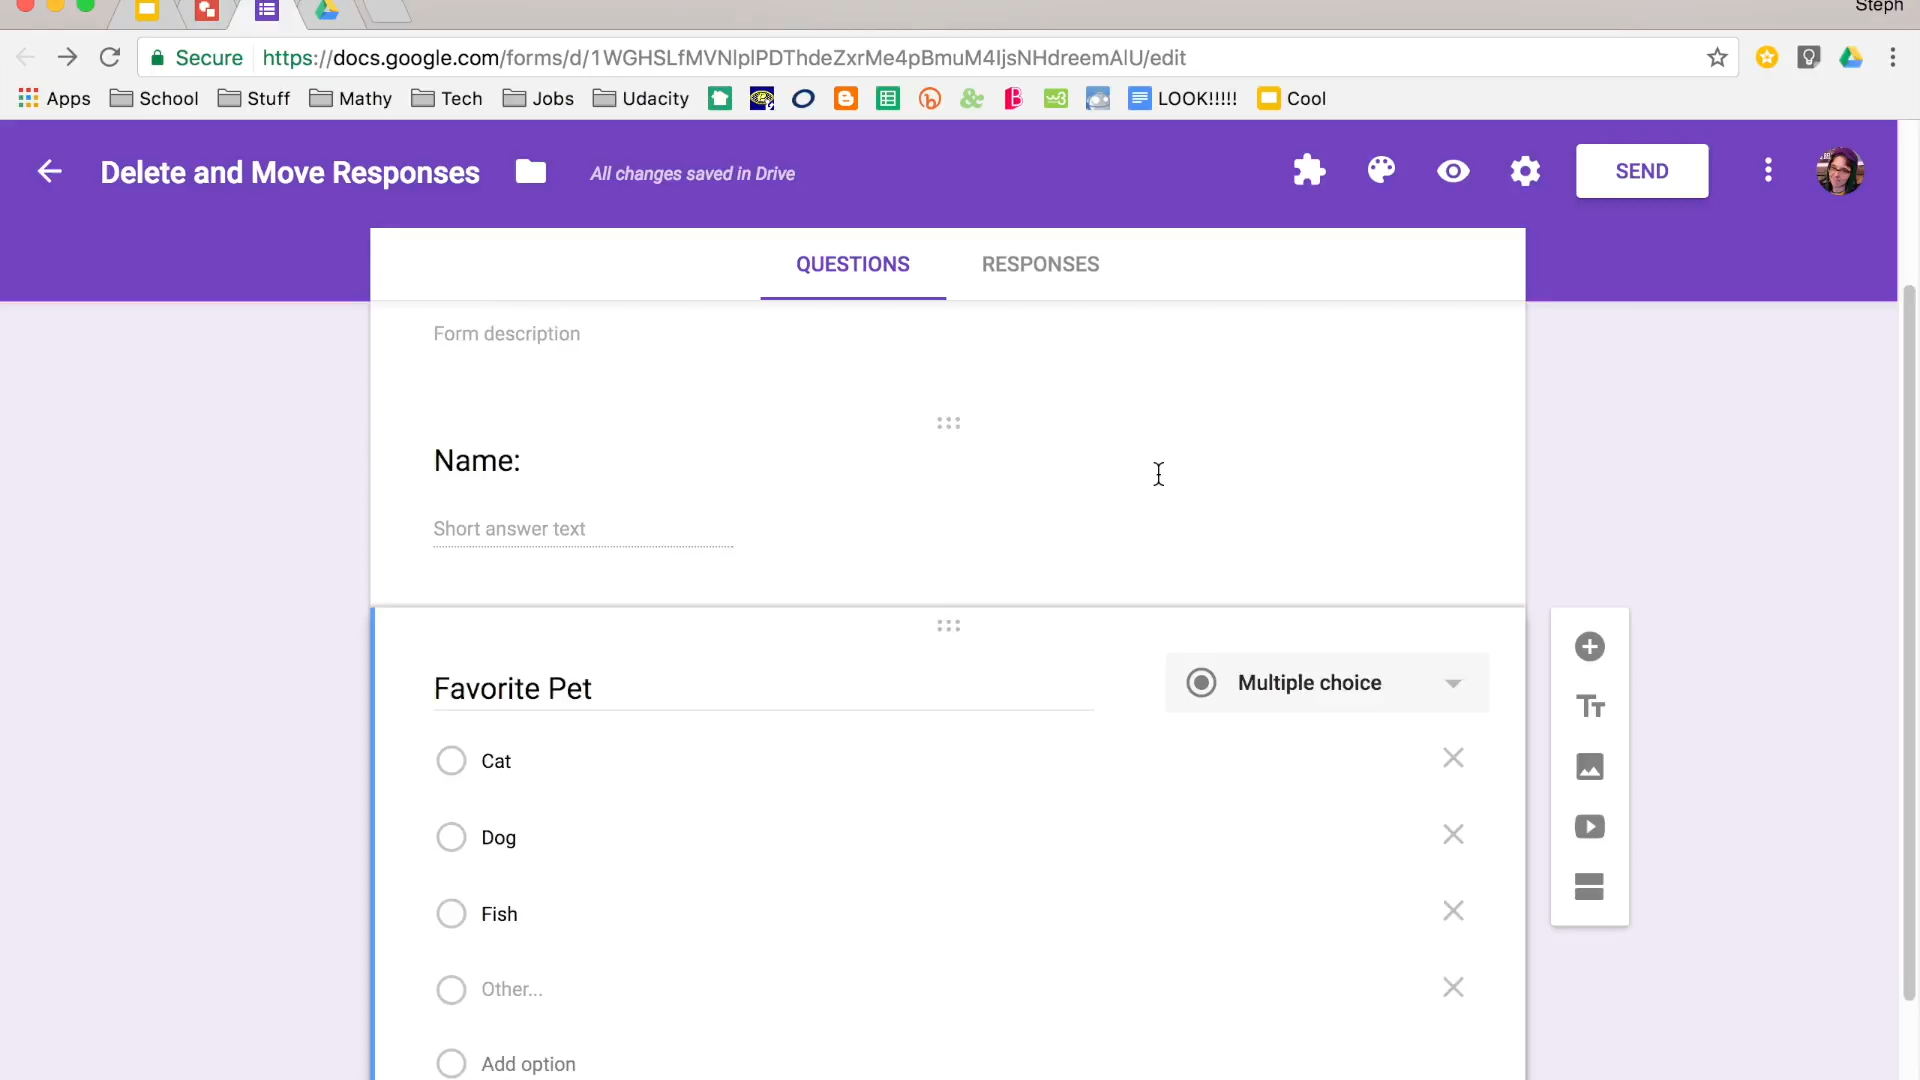 Steph
Secure https://docs.google.com/forms/d/1WGHSLfMVNlplPDThdeZxrMe4pBmuM4IjsNHdreemAlU/edit
Apps School Stuff Mathy Tech Jobs Udacity LOOK!!!!! Cool
Delete and Move Responses All changes saved in Drive SEND
QUESTIONS RESPONSES
Form description
Name:
Short answer text
Favorite Pet Multiple choice
Cat
Dog
Fish
Other...
Add option